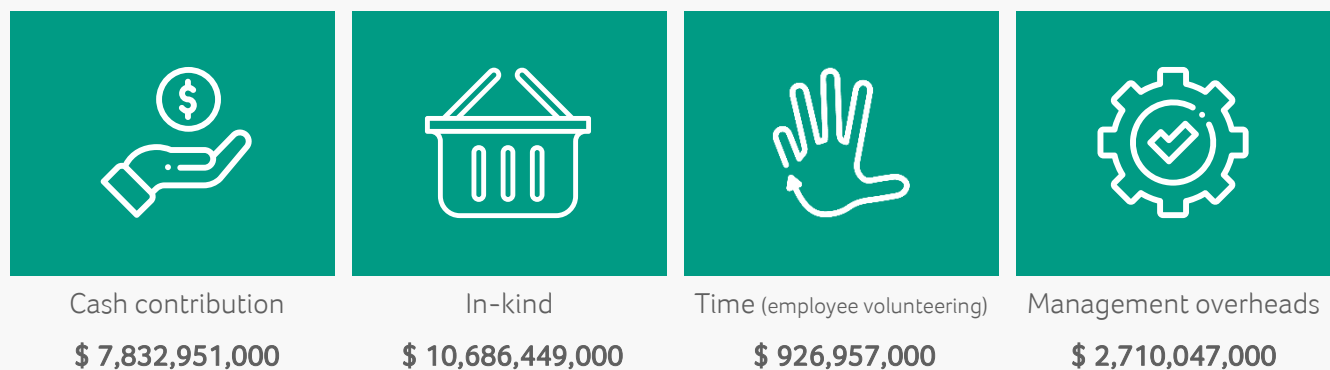 $
Cash contribution
$ 7,832,951,000
In-kind
$ 10,686,449,000
Time (employee volunteering)
$ 926,957,000
Management overheads
$ 2,710,047,000